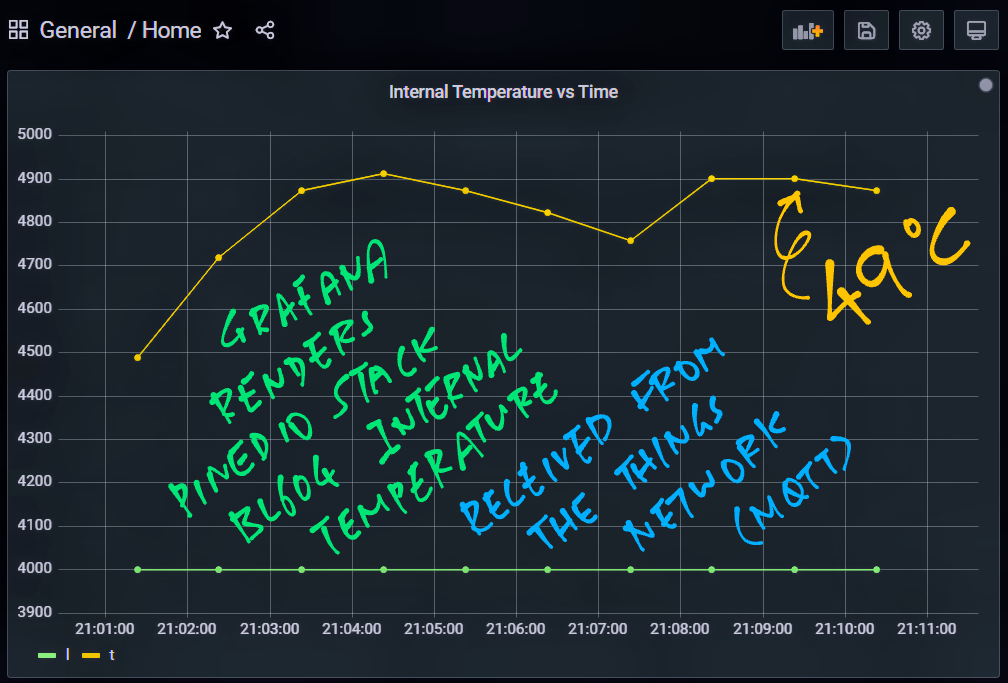 General / Home
Internal Temperature vs Time
5000
4900
4800
4700
4600
4500
4400
4300
4200
4100
4000
3900
21:01:00 21:02:00 21:03:00 21:04:00 21:05:00 21:06:00 21:07:00 21:08:00 21:09:00 21:10:00 21:11:00
l t
GRAFANA
RENDERS
PINEDIO STACK
BL604 INTERNAL
TEMPERATURE
RECEIVED FROM
THE THINGS
NETWORK
(MQTT)
49°C